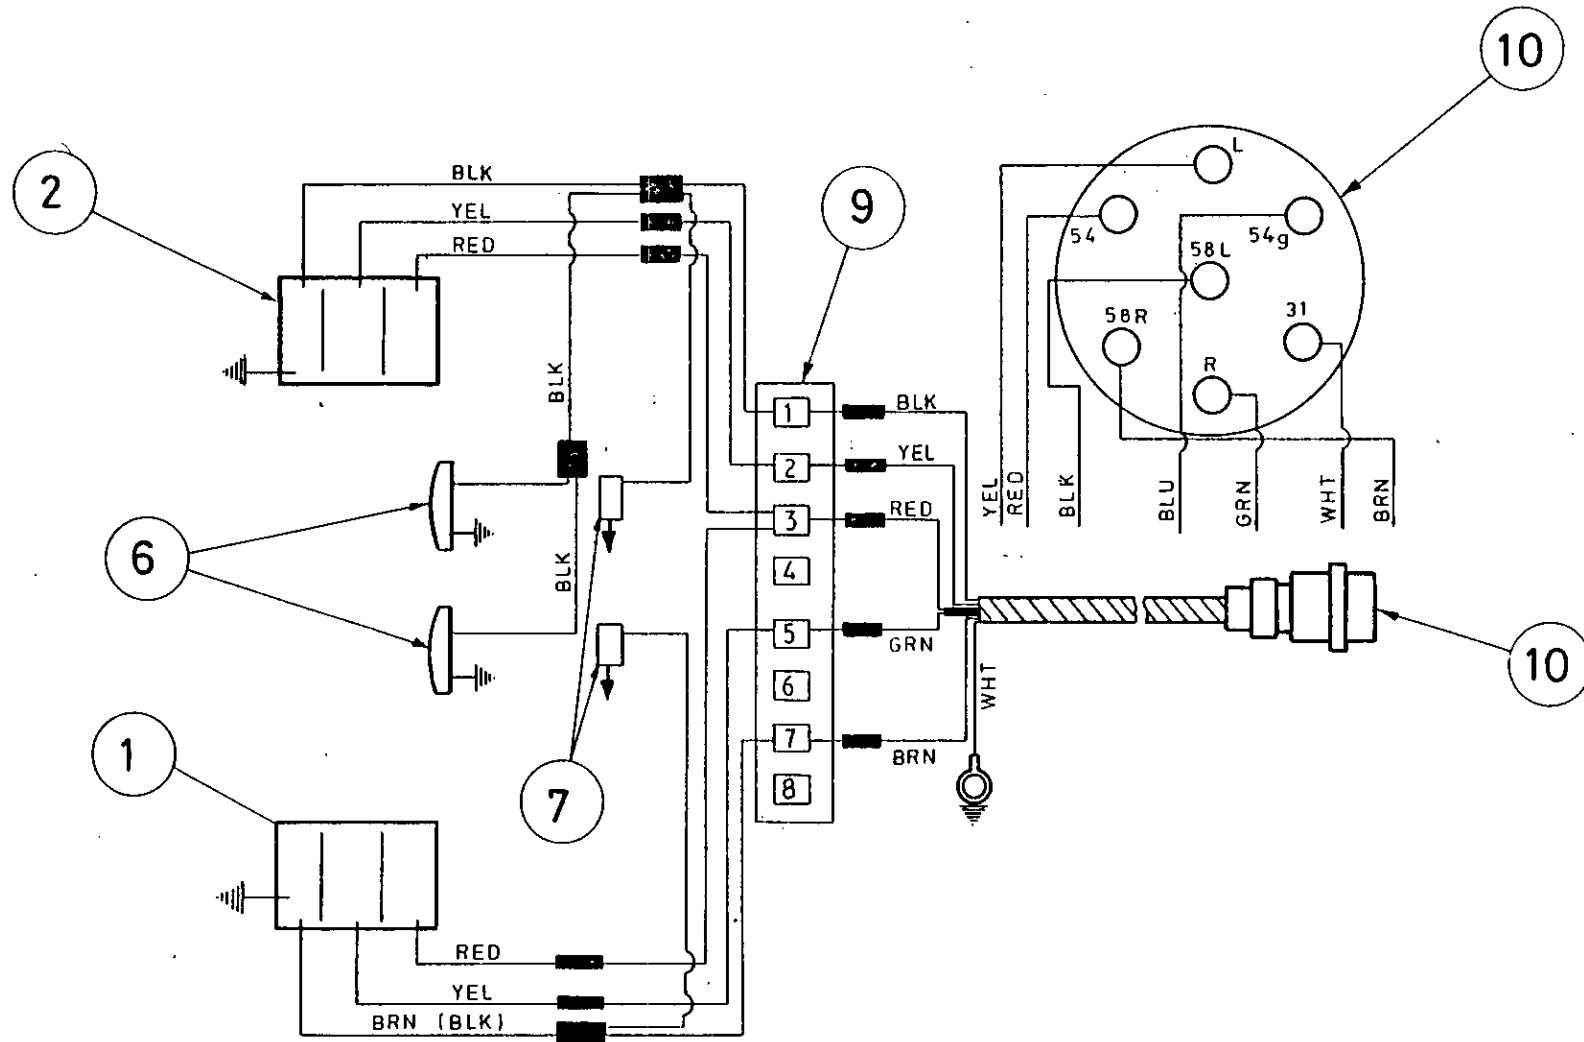 10
L
54
54g
58L
58R
31
R
YEL
RED
BLK
BLU
GRN
WHT
BRN
2
BLK
YEL
RED
9
BLK
BLK
6
7
1
2
3
4
5
6
7
8
BLK
YEL
RED
GRN
BRN
WHT
10
1
RED
YEL
BRN (BLK)